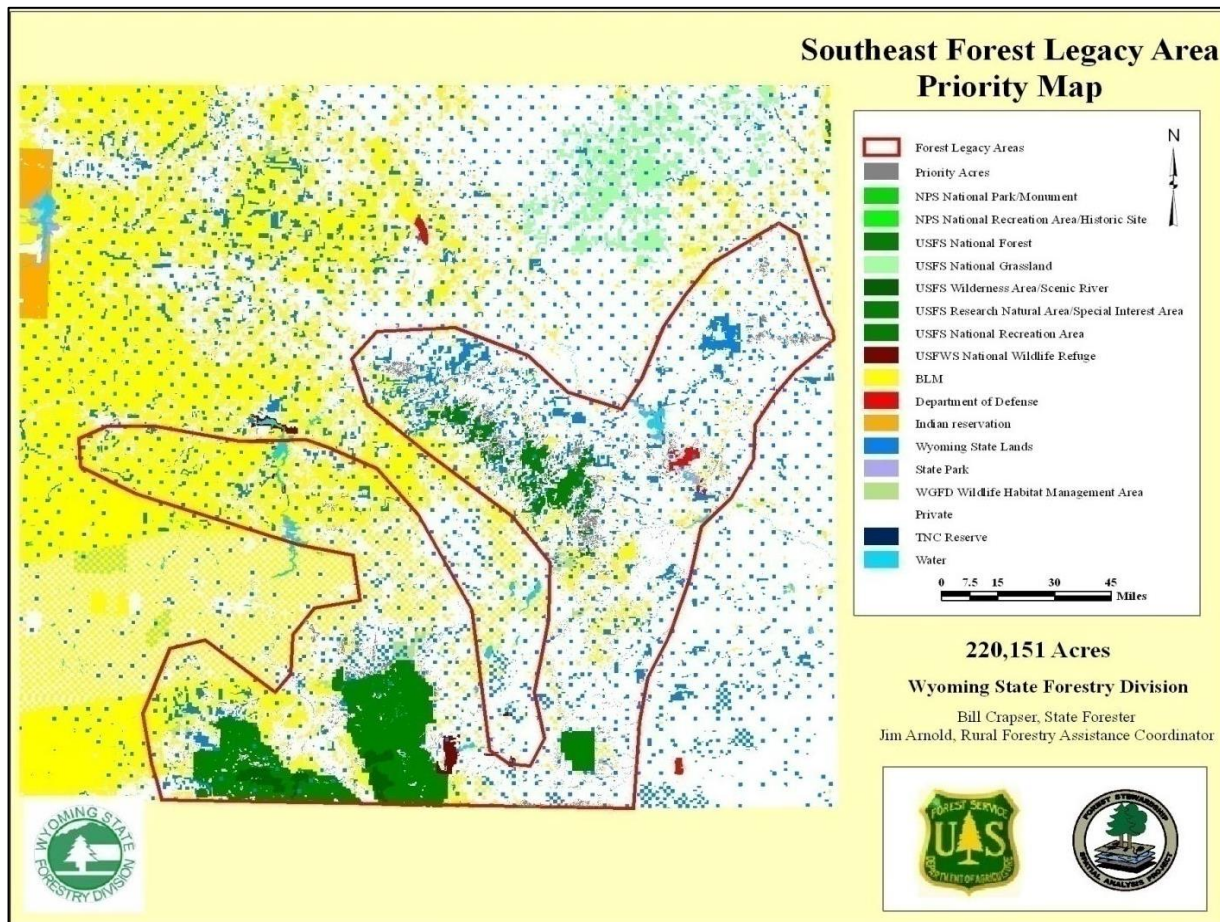 Southeast Forest Legacy Area
Priority Map
N
Forest Legacy Areas
Priority Acres
NPS National Park/Monument
NPS National Recreation Area/Historic Site
USFS National Forest
USFS National Grassland
USFS Wilderness Area/Scenic River
USFS Research Natural Area/Special Interest Area
USFS National Recreation Area
USFWS National Wildlife Refuge
BLM
Department of Defense
Indian reservation
Wyoming State Lands
State Park
WGFD Wildlife Habitat Management Area
Private
TNC Reserve
Water
0 7.5 15 30 45
Miles
220,151 Acres
Wyoming State Forestry Division
Bill Crapser, State Forester
Jim Arnold, Rural Forestry Assistance Coordinator
WYOMING STATE
FORESTRY DIVISION
FOREST SERVICE
US
DEPARTMENT OF AGRICULTURE
FOREST STEWARDSHIP
SPATIAL ANALYSIS PROJECT